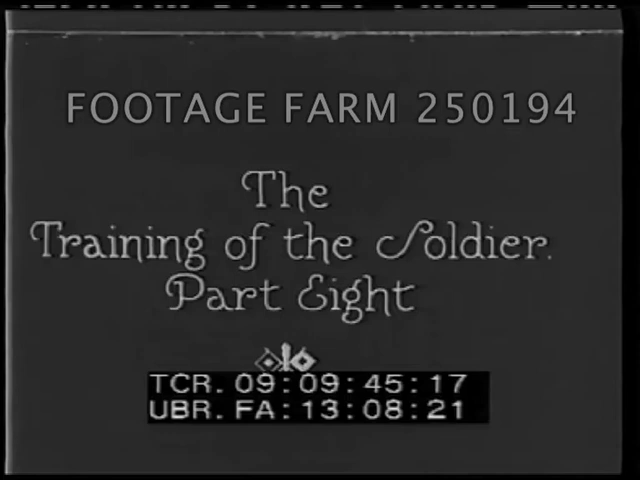 FOOTAGE FARM 250194
The
Training of the Soldier.
Part Eight
TCR. 09:09:45:17
UBR. FA:13:08:21